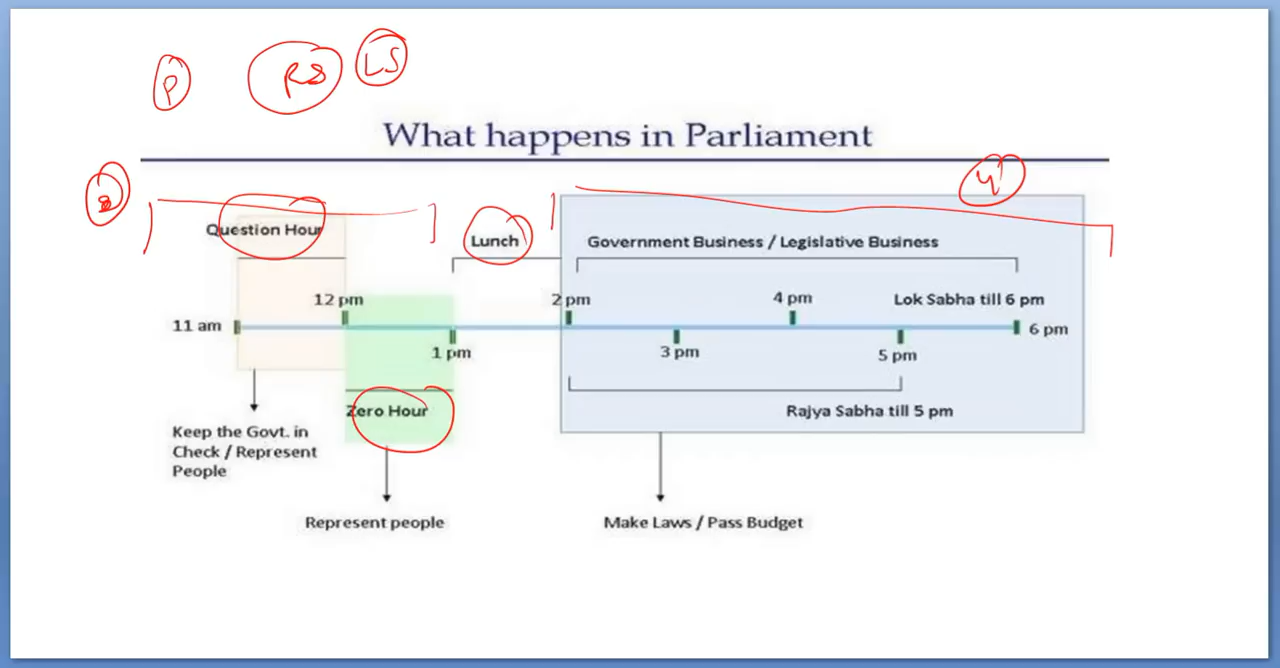 P RS LS
What happens in Parliament
4
Question Hour
Lunch
Government Business / Legislative Business
12 pm
2 pm
4 pm
Lok Sabha till 6 pm
11 am
6 pm
1 pm
3 pm
5 pm
Zero Hour
Rajya Sabha till 5 pm
Keep the Govt. in
Check / Represent
People
Represent people
Make Laws / Pass Budget